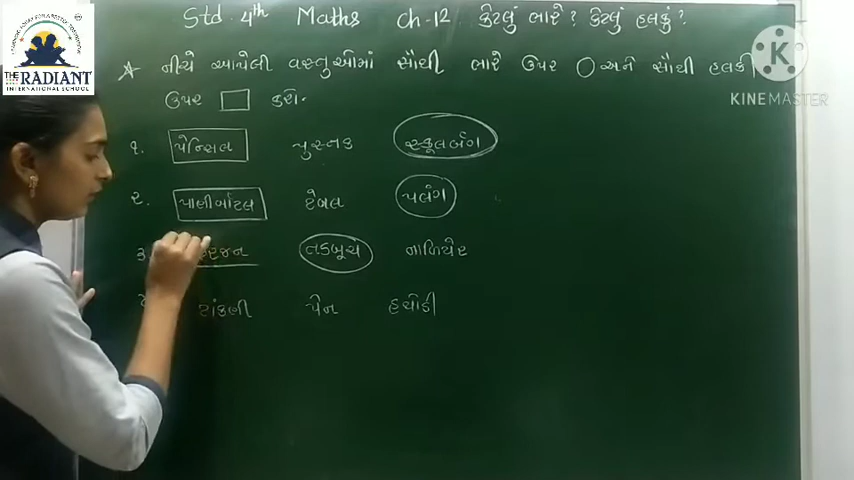 Std. 4th Maths ch-12 કેટલું ભારે? કેટલું હલકું?
THE RADIANT
INTERNATIONAL SCHOOL
નીચે આપેલી વસ્તુઓમાં સૌથી ભારે ઉપર ○ અને સૌથી હલકી
ઉપર □ કરો.
K
KINEMASTER
૧. પેન્સિલ પુસ્તક સ્કૂલબેગ
૨. પાણીબોટલ ટેબલ પલંગ
૩. તડબૂચ નાળિયેર
ટાંકણી પેન હથોડી